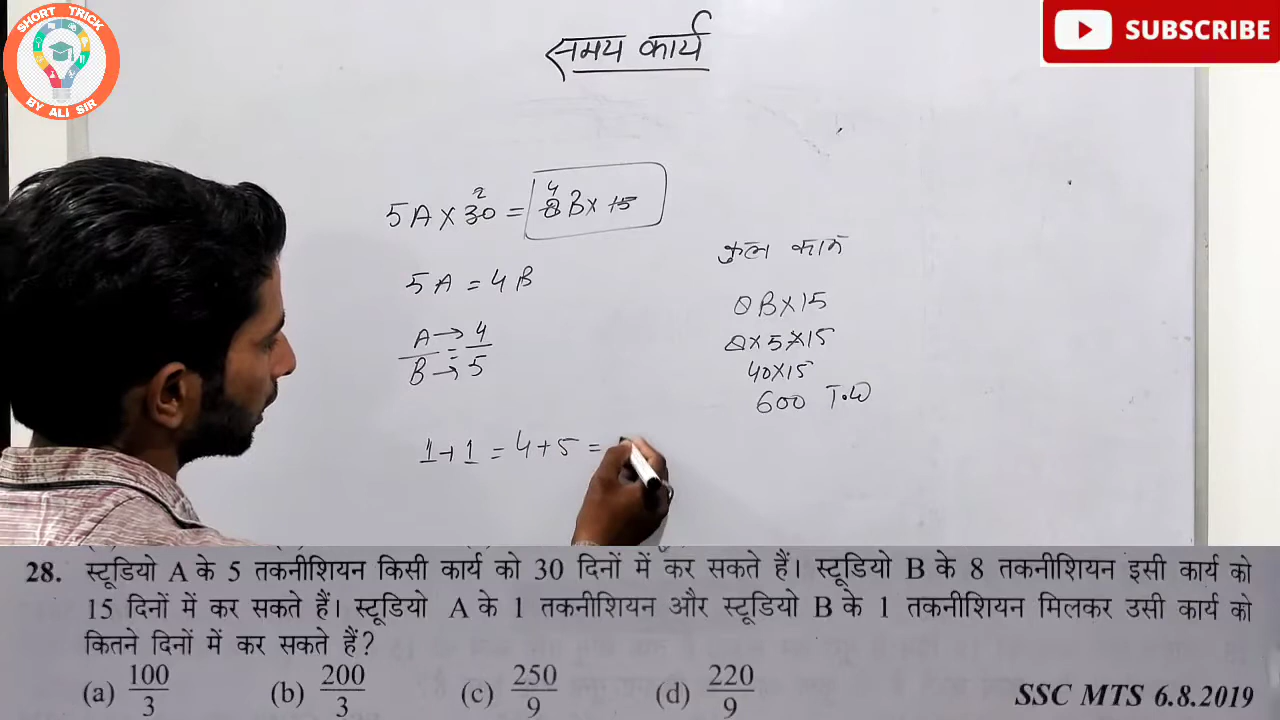 SHORT TRICK
BY ALI SIR
SUBSCRIBE
समय कार्य
5A × 30 = 8B × 15
2 4
5A = 4B
A → 4
B → 5
1 + 1 = 4 + 5 =
कुल काम
8B × 15
8 × 5 × 15
40 × 15
600 T.W
28. स्टूडियो A के 5 तकनीशियन किसी कार्य को 30 दिनों में कर सकते हैं। स्टूडियो B के 8 तकनीशियन इसी कार्य को
15 दिनों में कर सकते हैं। स्टूडियो A के 1 तकनीशियन और स्टूडियो B के 1 तकनीशियन मिलकर उसी कार्य को
कितने दिनों में कर सकते हैं?
(a) 100/3 (b) 200/3 (c) 250/9 (d) 220/9 SSC MTS 6.8.2019